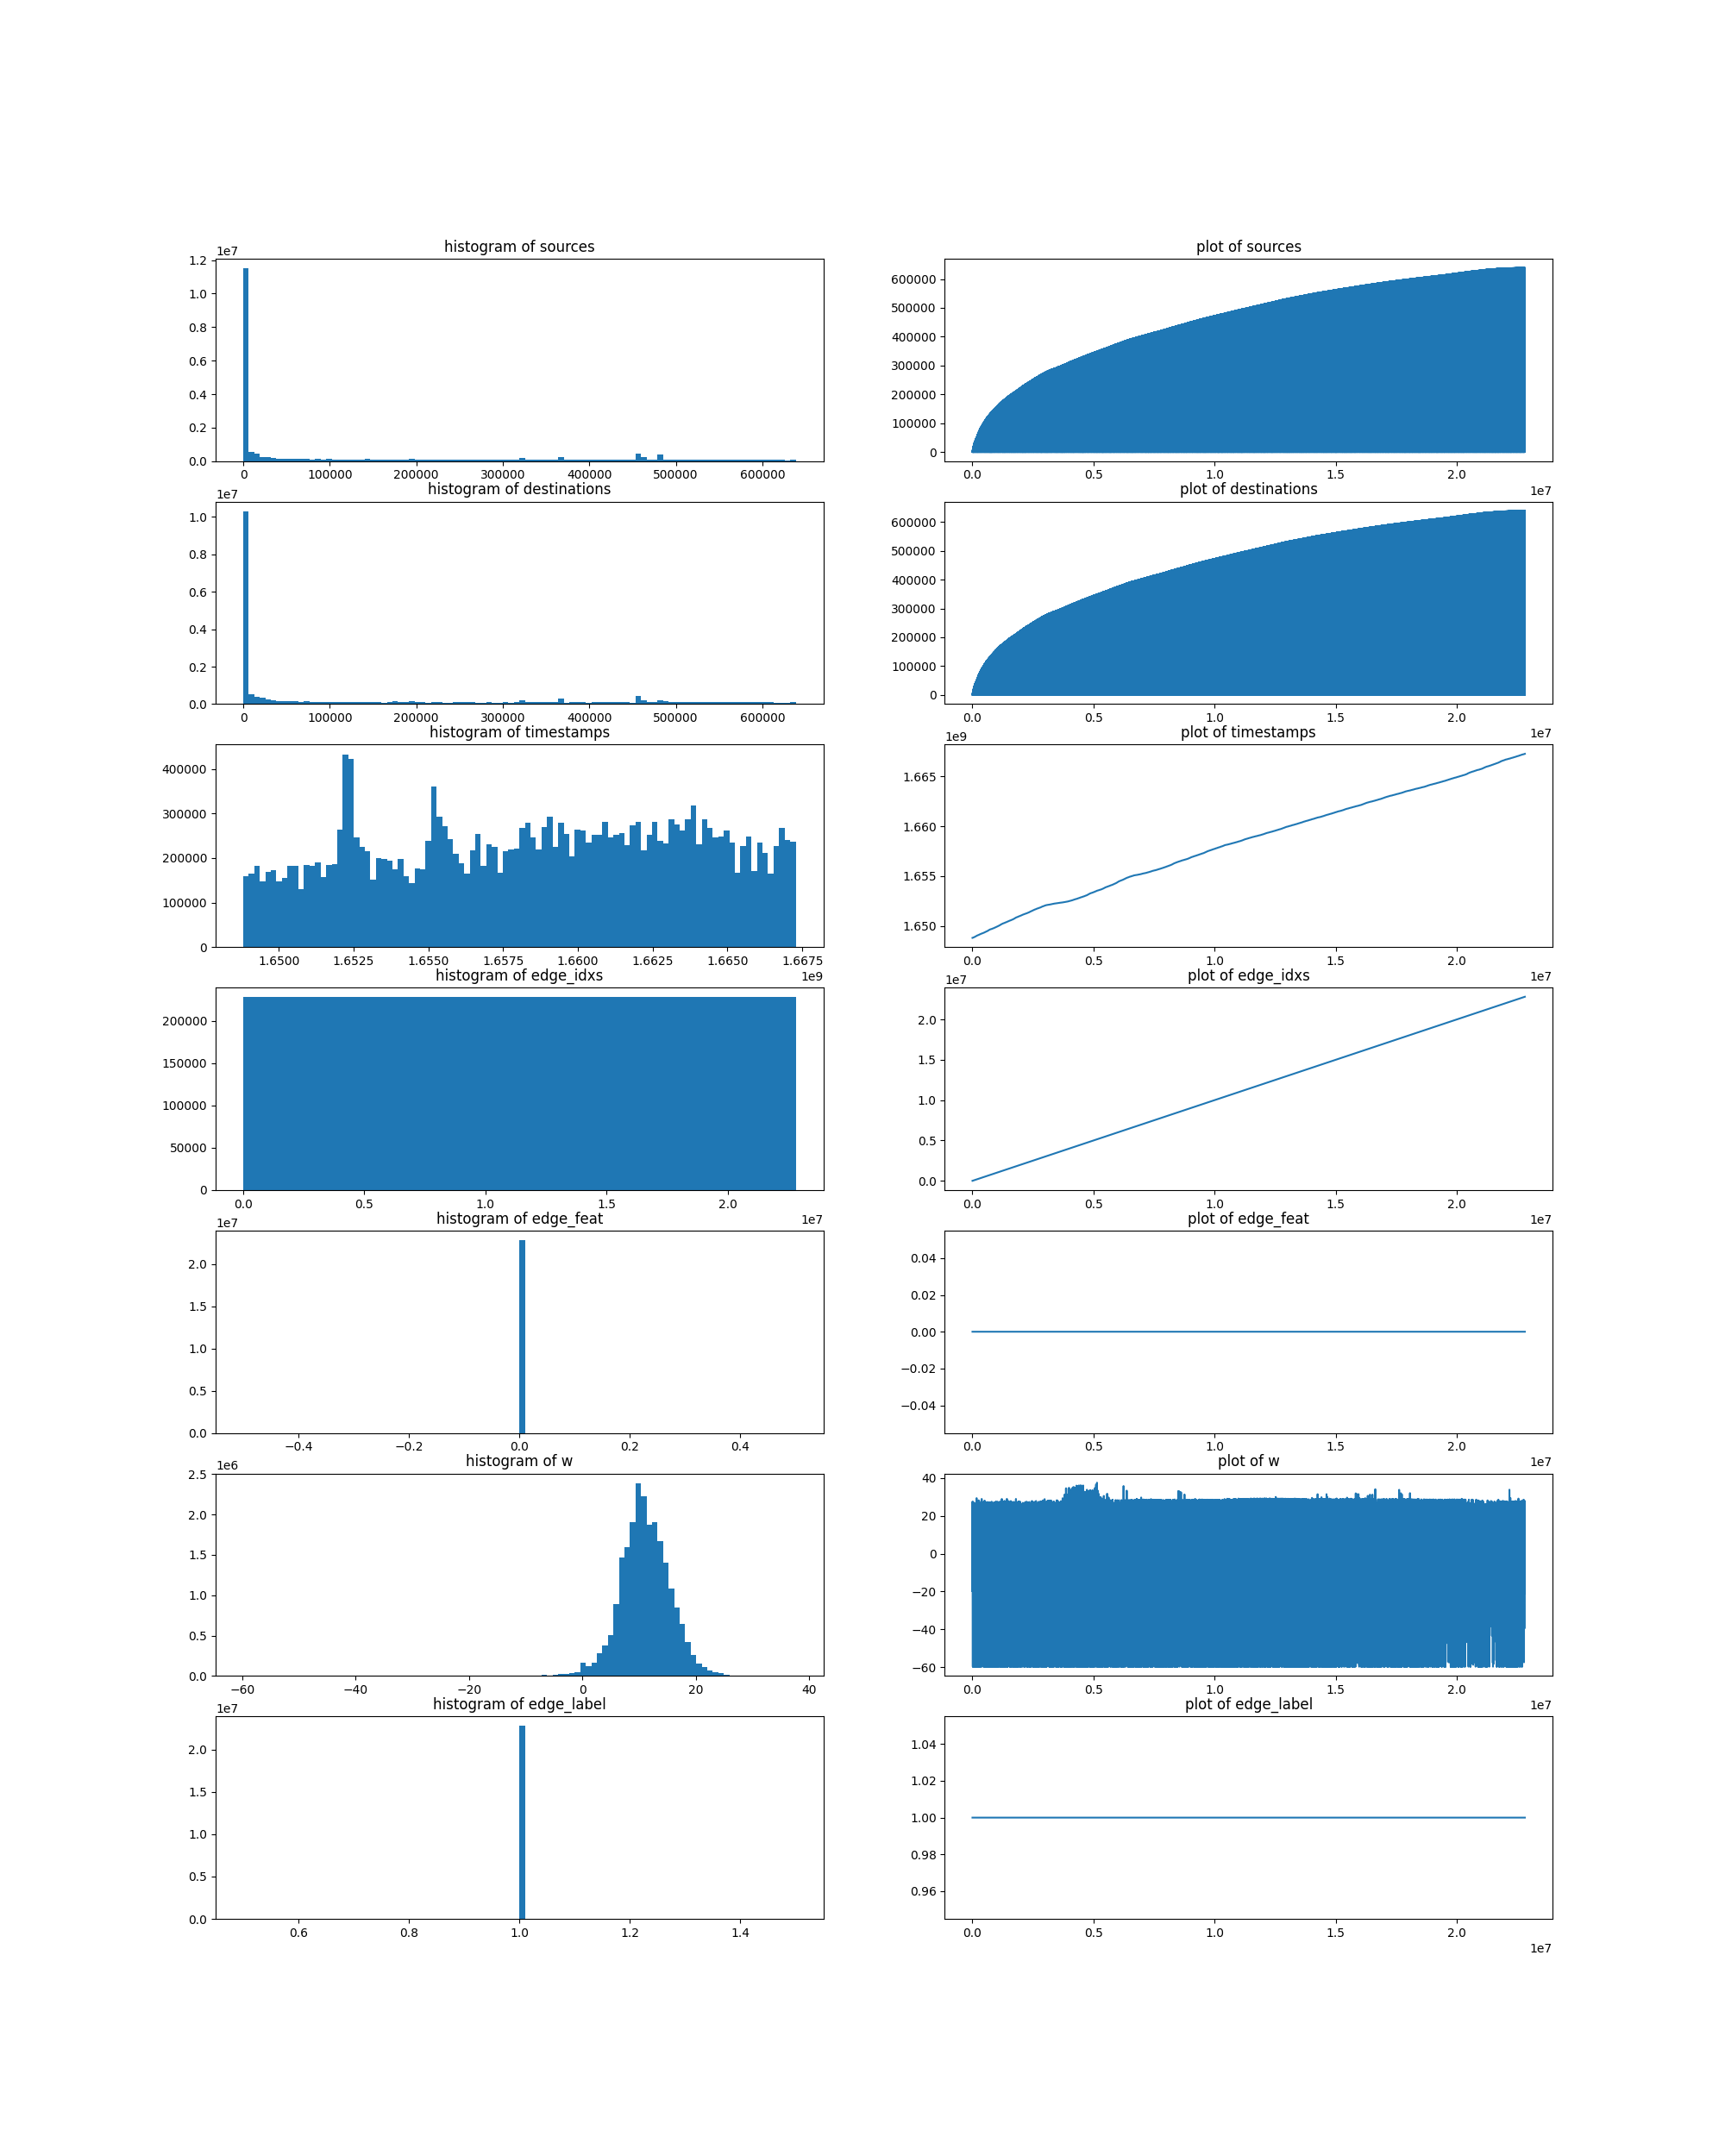 histogram of sources
1e7
1.2
1.0
0.8
0.6
0.4
0.2
0.0
0 100000 200000 300000 400000 500000 600000
plot of sources
600000
500000
400000
300000
200000
100000
0
0.0 0.5 1.0 1.5 2.0
1e7
histogram of destinations
1e7
1.0
0.8
0.6
0.4
0.2
0.0
0 100000 200000 300000 400000 500000 600000
plot of destinations
600000
500000
400000
300000
200000
100000
0
0.0 0.5 1.0 1.5 2.0
1e7
histogram of timestamps
400000
300000
200000
100000
0
1.6500 1.6525 1.6550 1.6575 1.6600 1.6625 1.6650 1.6675
1e9
plot of timestamps
1e9
1.665
1.660
1.655
1.650
0.0 0.5 1.0 1.5 2.0
1e7
histogram of edge_idxs
200000
150000
100000
50000
0
0.0 0.5 1.0 1.5 2.0
1e7
plot of edge_idxs
1e7
2.0
1.5
1.0
0.5
0.0
0.0 0.5 1.0 1.5 2.0
1e7
histogram of edge_feat
1e7
2.0
1.5
1.0
0.5
0.0
−0.4 −0.2 0.0 0.2 0.4
plot of edge_feat
0.04
0.02
0.00
−0.02
−0.04
0.0 0.5 1.0 1.5 2.0
1e7
histogram of w
1e6
2.5
2.0
1.5
1.0
0.5
0.0
−60 −40 −20 0 20 40
plot of w
40
20
0
−20
−40
−60
0.0 0.5 1.0 1.5 2.0
1e7
histogram of edge_label
1e7
2.0
1.5
1.0
0.5
0.0
0.6 0.8 1.0 1.2 1.4
plot of edge_label
1.04
1.02
1.00
0.98
0.96
0.0 0.5 1.0 1.5 2.0
1e7